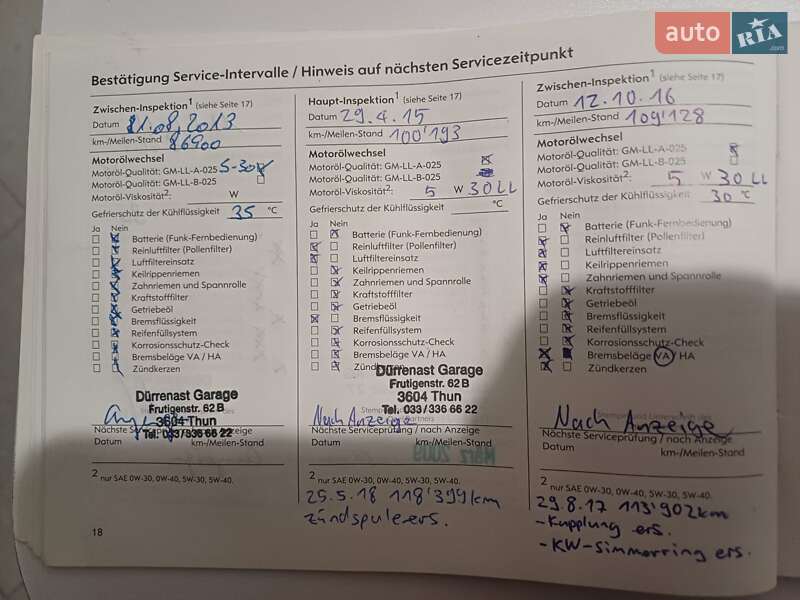 auto RIA.com
Bestätigung Service-Intervalle / Hinweis auf nächsten Servicezeitpunkt
Zwischen-Inspektion¹ (siehe Seite 17)
Datum 21.08.2013
km-/Meilen-Stand 86900
Motorölwechsel
Motoröl-Qualität: GM-LL-A-025 5-30
Motoröl-Qualität: GM-LL-B-025
Motoröl-Viskosität²: W
Gefrierschutz der Kühlflüssigkeit 35 °C
Ja Nein
Batterie (Funk-Fernbedienung)
Reinluftfilter (Pollenfilter)
Luftfiltereinsatz
Keilrippenriemen
Zahnriemen und Spannrolle
Kraftstofffilter
Getriebeöl
Bremsflüssigkeit
Reifenfüllsystem
Korrosionsschutz-Check
Bremsbeläge VA / HA
Zündkerzen
Dürrenast Garage
Frutigenstr. 62 B
3604 Thun
Tel. 033/336 66 22
Nächste Serviceprüfung / nach Anzeige
Datum km-/Meilen-Stand
² nur SAE 0W-30, 0W-40, 5W-30, 5W-40.
18
Haupt-Inspektion¹ (siehe Seite 17)
Datum 29.4.15
km-/Meilen-Stand 100'193
Motorölwechsel
Motoröl-Qualität: GM-LL-A-025
Motoröl-Qualität: GM-LL-B-025
Motoröl-Viskosität²: 5 W 30 LL
Gefrierschutz der Kühlflüssigkeit °C
Ja Nein
Batterie (Funk-Fernbedienung)
Reinluftfilter (Pollenfilter)
Luftfiltereinsatz
Keilrippenriemen
Zahnriemen und Spannrolle
Kraftstofffilter
Getriebeöl
Bremsflüssigkeit
Reifenfüllsystem
Korrosionsschutz-Check
Bremsbeläge VA / HA
Zündkerzen
Dürrenast Garage
Frutigenstr. 62 B
3604 Thun
Tel. 033/336 66 22
Nach Anzeige
Nächste Serviceprüfung / nach Anzeige
Datum km-/Meilen-Stand
März 2009
² nur SAE 0W-30, 0W-40, 5W-30, 5W-40.
25.5.18 118'399km
Zündspule ers.
Zwischen-Inspektion¹ (siehe Seite 17)
Datum 12.10.16
km-/Meilen-Stand 109'128
Motorölwechsel
Motoröl-Qualität: GM-LL-A-025
Motoröl-Qualität: GM-LL-B-025
Motoröl-Viskosität²: 5 W 30 LL
Gefrierschutz der Kühlflüssigkeit 30 °C
Ja Nein
Batterie (Funk-Fernbedienung)
Reinluftfilter (Pollenfilter)
Luftfiltereinsatz
Keilrippenriemen
Zahnriemen und Spannrolle
Kraftstofffilter
Getriebeöl
Bremsflüssigkeit
Reifenfüllsystem
Korrosionsschutz-Check
Bremsbeläge VA / HA
Zündkerzen
Nach Anzeige
Nächste Serviceprüfung / nach Anzeige
Datum km-/Meilen-Stand
² nur SAE 0W-30, 0W-40, 5W-30, 5W-40.
29.8.17 113'902km
- Kupplung ers.
- KW-Simmerring ers.